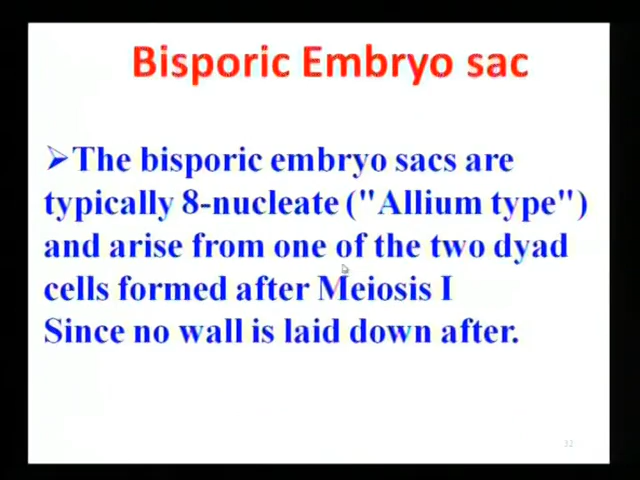 Bisporic Embryo sac
➢The bisporic embryo sacs are
typically 8-nucleate ("Allium type")
and arise from one of the two dyad
cells formed after Meiosis I
Since no wall is laid down after.
32